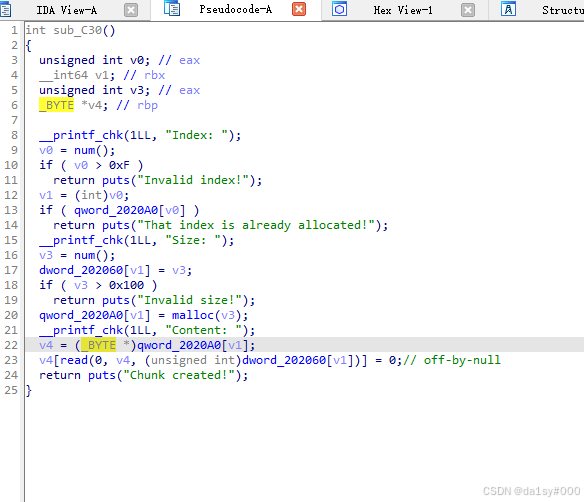 IDA View-A Pseudocode-A Hex View-1 Structu
1 int sub_C30()
2 {
3 unsigned int v0; // eax
4 __int64 v1; // rbx
5 unsigned int v3; // eax
6 _BYTE *v4; // rbp
7
8 __printf_chk(1LL, "Index: ");
9 v0 = num();
10 if ( v0 > 0xF )
11 return puts("Invalid index!");
12 v1 = (int)v0;
13 if ( qword_2020A0[v0] )
14 return puts("That index is already allocated!");
15 __printf_chk(1LL, "Size: ");
16 v3 = num();
17 dword_202060[v1] = v3;
18 if ( v3 > 0x100 )
19 return puts("Invalid size!");
20 qword_2020A0[v1] = malloc(v3);
21 __printf_chk(1LL, "Content: ");
22 v4 = (_BYTE *)qword_2020A0[v1];
23 v4[read(0, v4, (unsigned int)dword_202060[v1])] = 0;// off-by-null
24 return puts("Chunk created!");
25 }
CSDN @da1sy#000